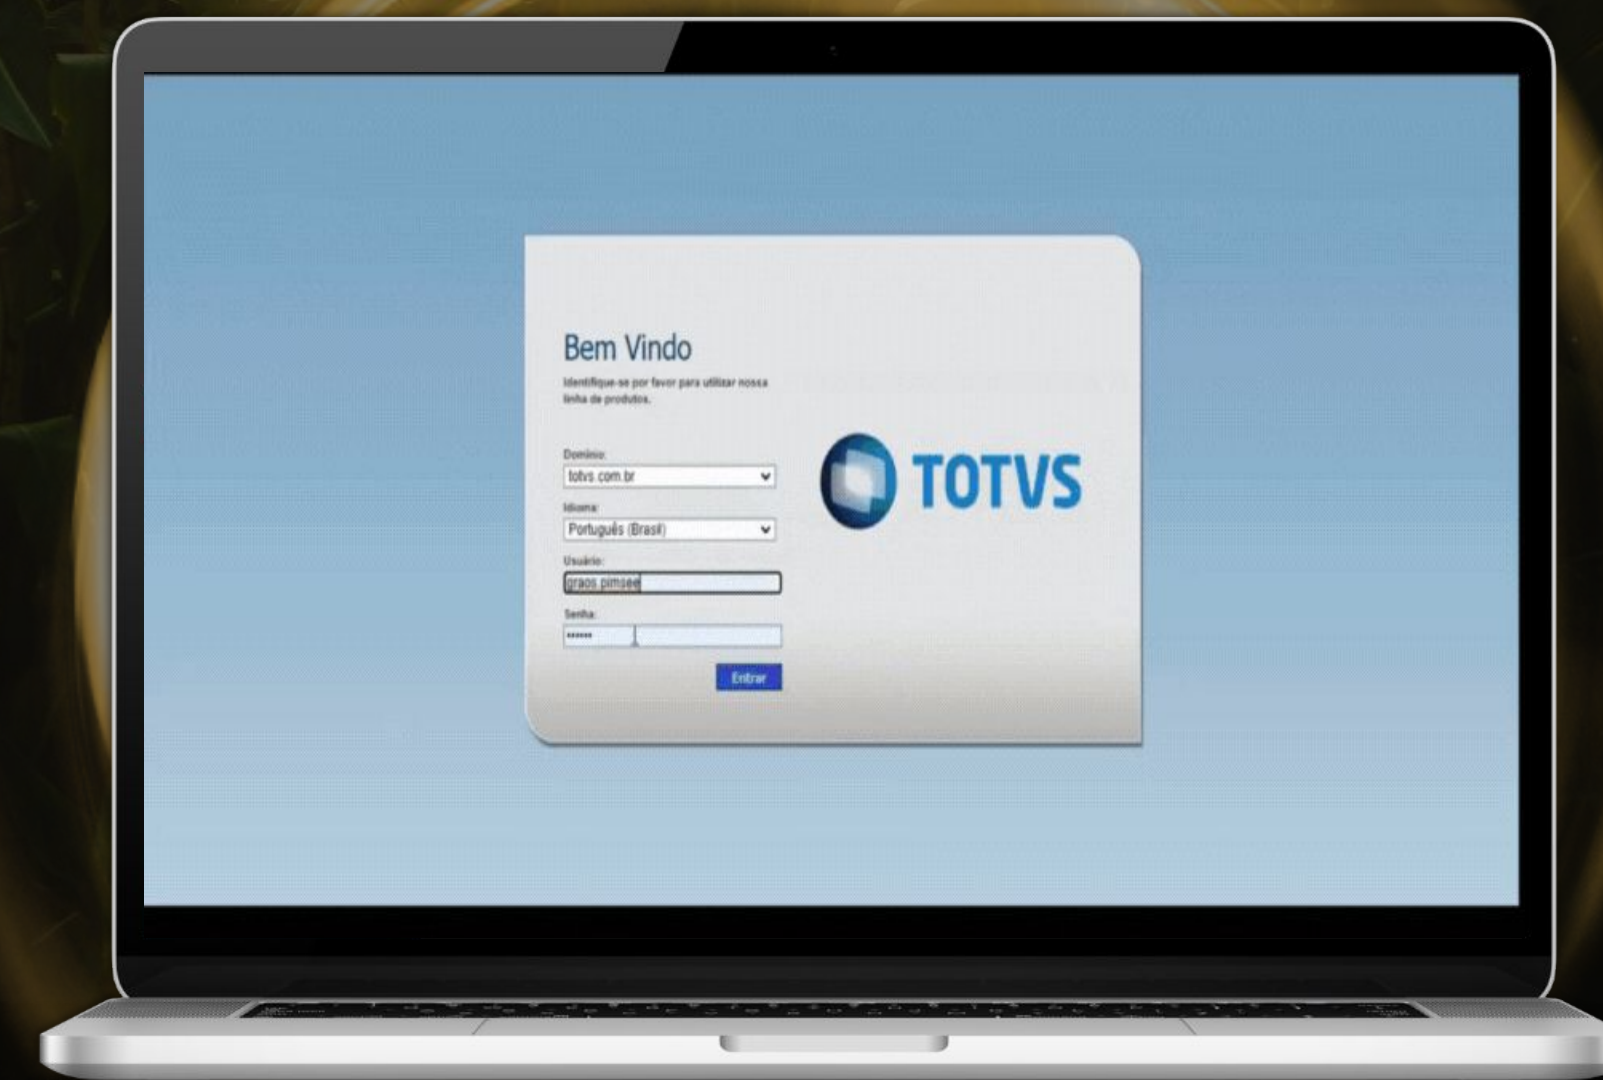 Bem Vindo
Identifique-se por favor para utilizar nossa
linha de produtos.
Domínio:
totvs.com.br
Idioma:
Português (Brasil)
Usuário:
graos.pimsee
Senha:
••••••
Entrar
TOTVS